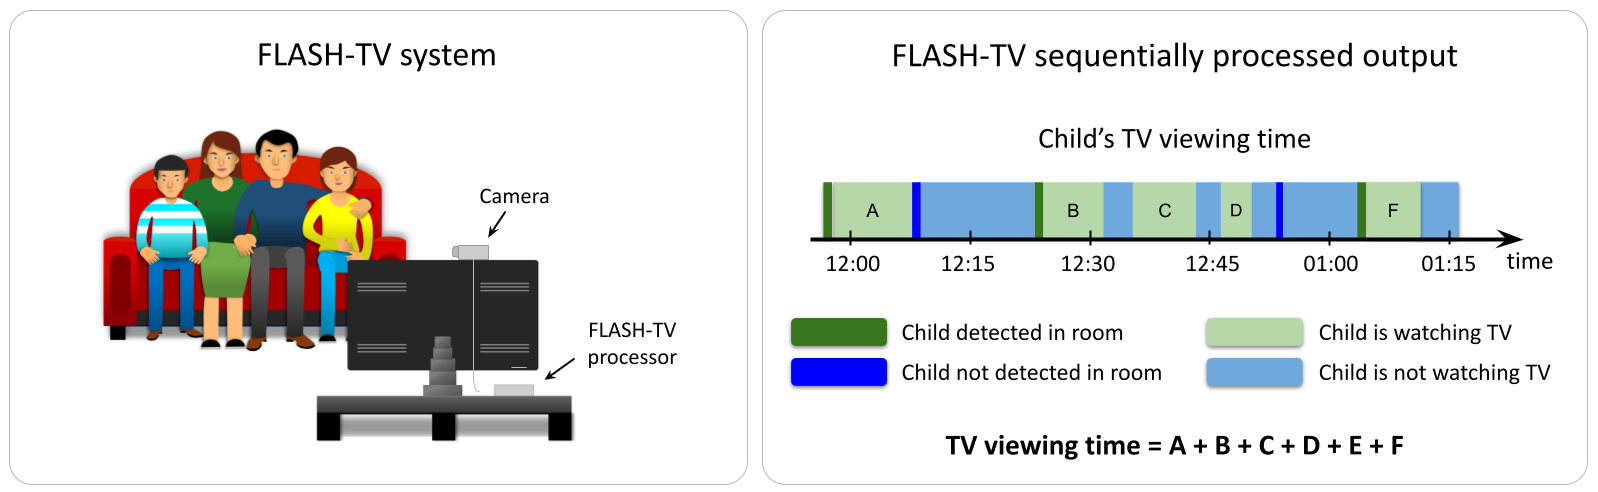 FLASH-TV system
Camera
FLASH-TV
processor
FLASH-TV sequentially processed output
Child's TV viewing time
A B C D F
12:00 12:15 12:30 12:45 01:00 01:15 time
Child detected in room
Child is watching TV
Child not detected in room
Child is not watching TV
TV viewing time = A + B + C + D + E + F